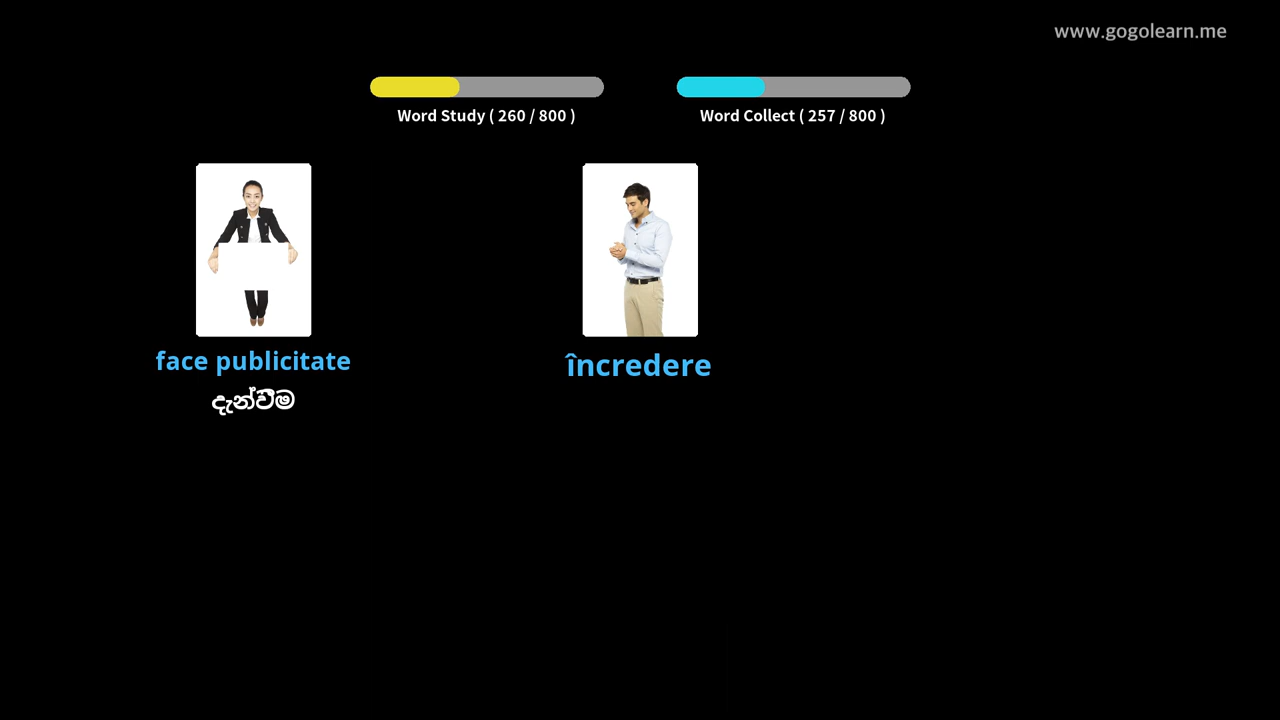 www.gogolearn.me
Word Study ( 260 / 800 )
Word Collect ( 257 / 800 )
face publicitate
දැන්වීම
încredere